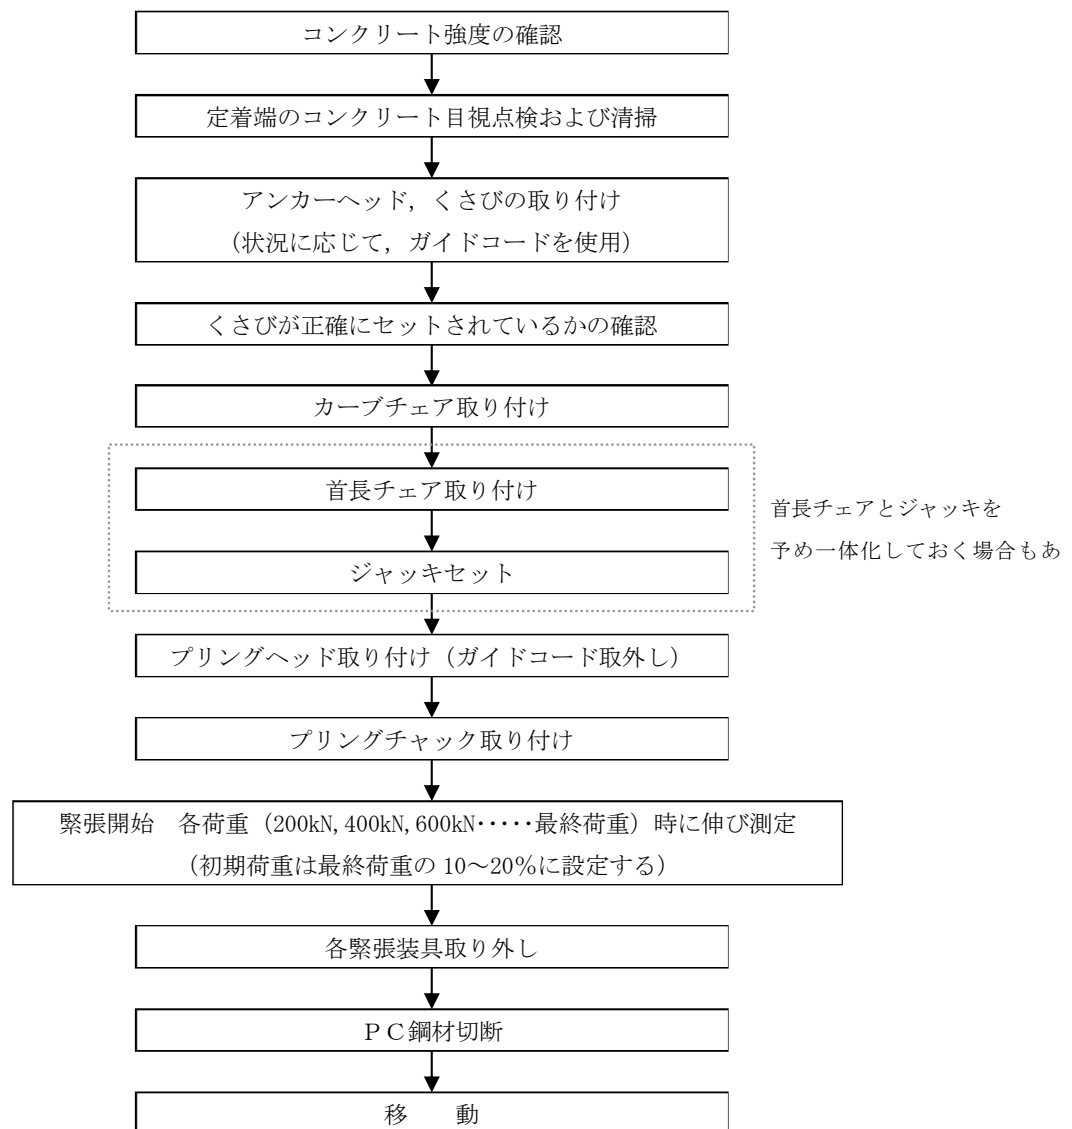 コンクリート強度の確認
定着端のコンクリート目視点検および清掃
アンカーヘッド，くさびの取り付け
（状況に応じて，ガイドコードを使用）
くさびが正確にセットされているかの確認
カーブチェア取り付け
首長チェア取り付け
ジャッキセット
首長チェアとジャッキを
予め一体化しておく場合もあ
プリングヘッド取り付け（ガイドコード取外し）
プリングチャック取り付け
緊張開始　各荷重（200kN,400kN,600kN･････最終荷重）時に伸び測定
（初期荷重は最終荷重の 10～20％に設定する）
各緊張装具取り外し
ＰＣ鋼材切断
移　　動